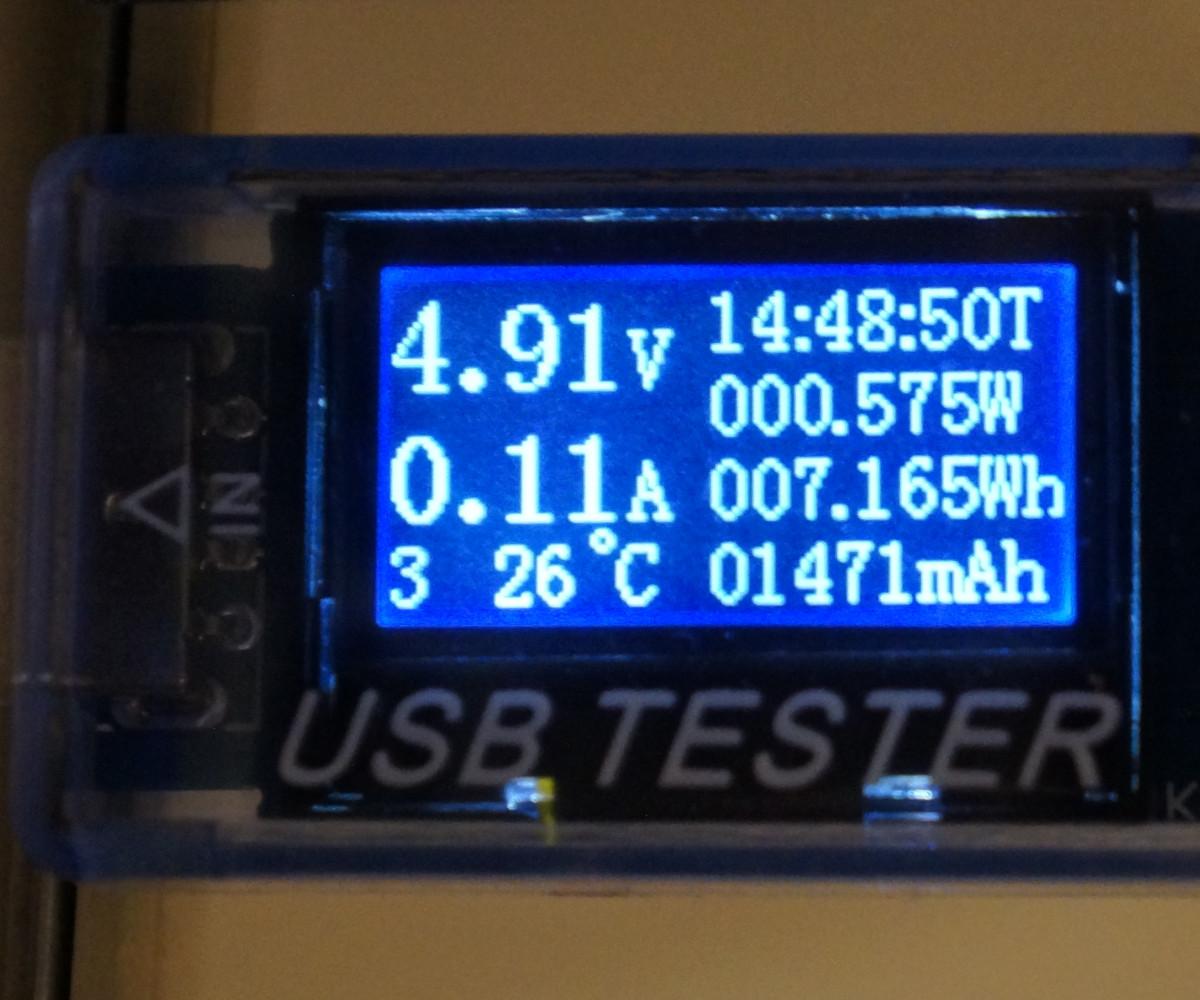 4.91V
0.11A
3 26°C
14:48:50T
000.575W
007.165Wh
01471mAh
IN
USB TESTER
K